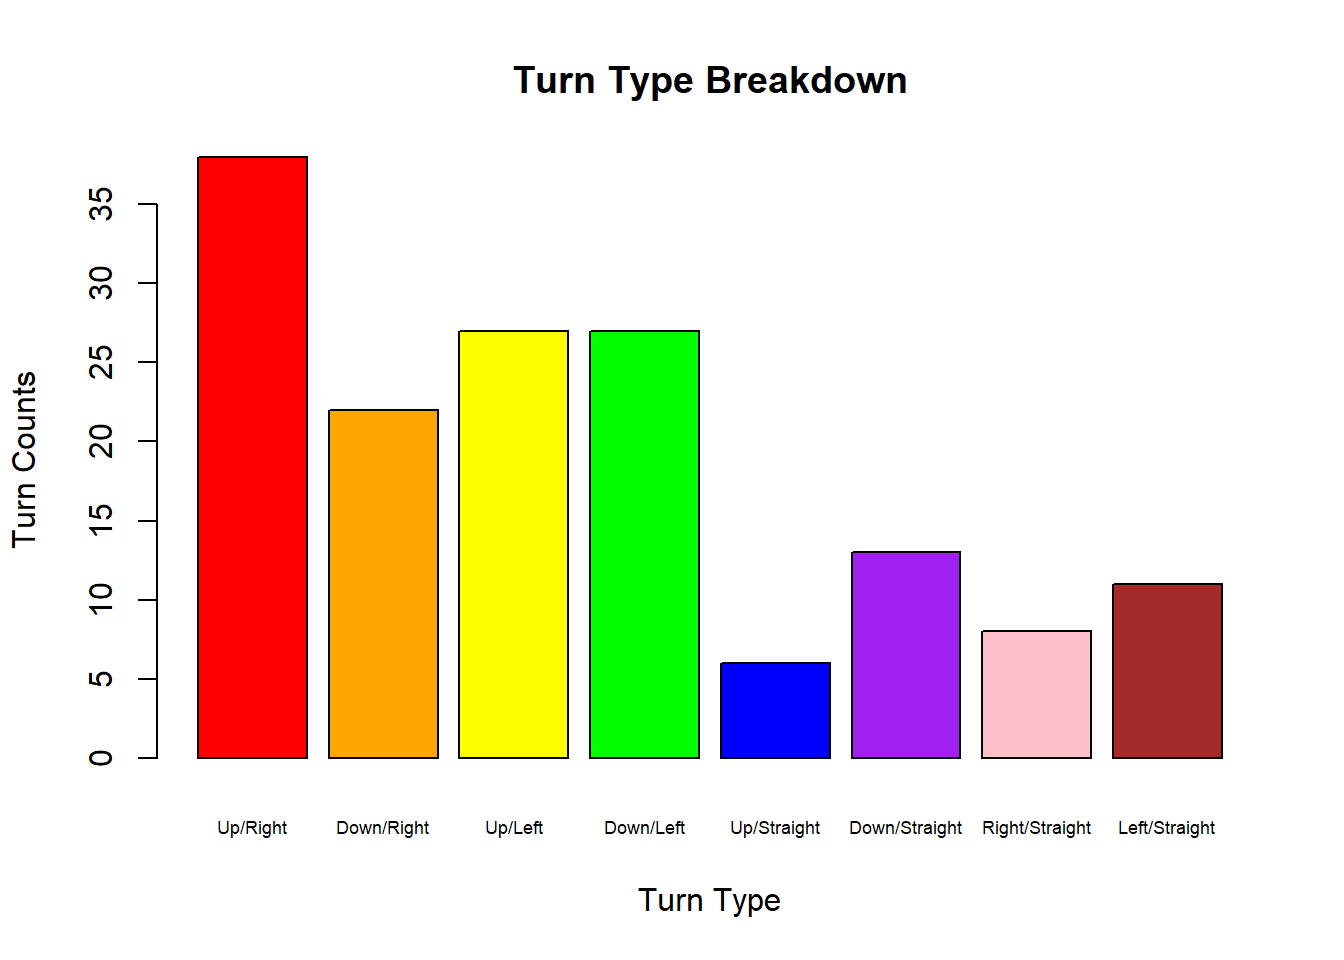 Turn Type Breakdown
Turn Counts
35
30
25
20
15
10
5
0
Up/Right Down/Right Up/Left Down/Left Up/Straight Down/Straight Right/Straight Left/Straight
Turn Type